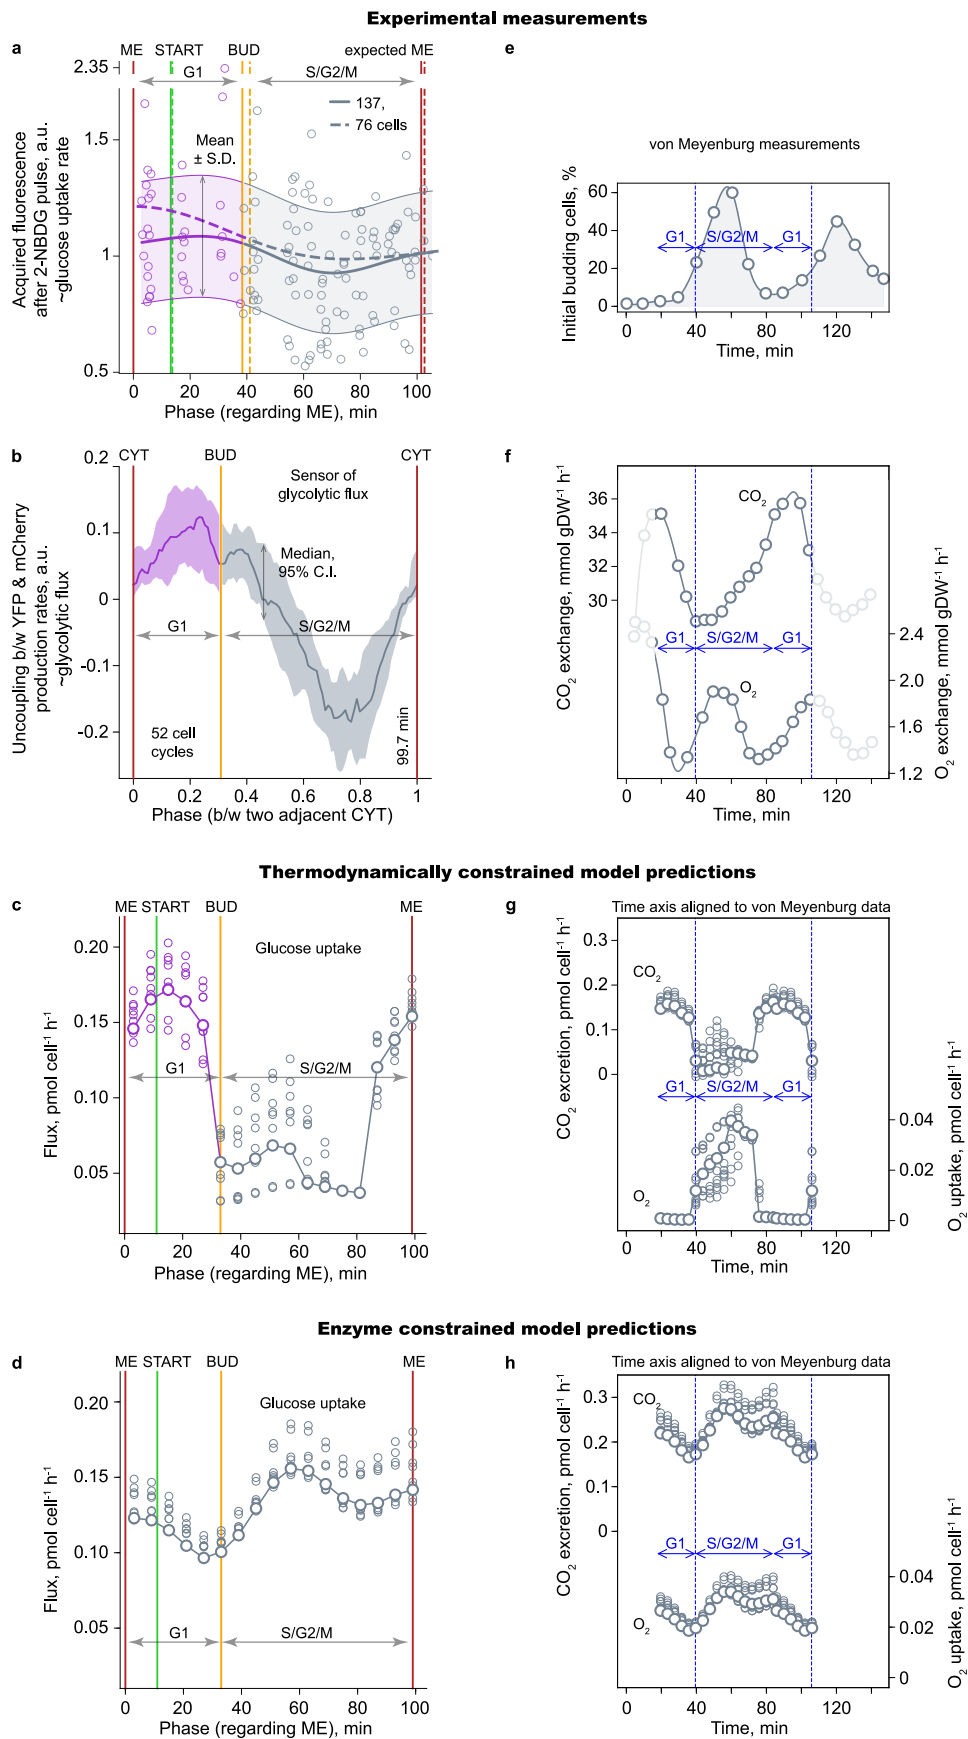 Experimental measurements
a
ME START BUD expected ME
2.35
G1 S/G2/M
137,
76 cells
1.5
Mean
± S.D.
1
0.5
Acquired fluorescence
after 2-NBDG pulse, a.u.
~glucose uptake rate
0 20 40 60 80 100
Phase (regarding ME), min
e
von Meyenburg measurements
Initial budding cells, %
60
40
20
0
G1 S/G2/M G1
0 40 80 120
Time, min
b
CYT BUD CYT
0.2
Sensor of
glycolytic flux
0.1
Median,
95% C.I.
0
G1 S/G2/M
-0.1
-0.2
52 cell
cycles
99.7 min
Uncoupling b/w YFP & mCherry
production rates, a.u.
~glycolytic flux
0 0.2 0.4 0.6 0.8 1
Phase (b/w two adjacent CYT)
f
CO₂ exchange, mmol gDW⁻¹ h⁻¹
36
33
30
CO₂
G1 S/G2/M G1
O₂
2.4
1.8
1.6
1.2
O₂ exchange, mmol gDW⁻¹ h⁻¹
0 40 80 120
Time, min
Thermodynamically constrained model predictions
c
ME START BUD ME
0.20
Glucose uptake
0.15
G1 S/G2/M
0.10
0.05
Flux, pmol cell⁻¹ h⁻¹
0 20 40 60 80 100
Phase (regarding ME), min
g
Time axis aligned to von Meyenburg data
CO₂ excretion, pmol cell⁻¹ h⁻¹
0.3
0.2
0.1
0
CO₂
G1 S/G2/M G1
O₂
0.04
0.02
0
O₂ uptake, pmol cell⁻¹ h⁻¹
0 40 80 120
Time, min
Enzyme constrained model predictions
d
ME START BUD ME
0.20
Glucose uptake
0.15
0.10
0.05
G1 S/G2/M
Flux, pmol cell⁻¹ h⁻¹
0 20 40 60 80 100
Phase (regarding ME), min
h
Time axis aligned to von Meyenburg data
CO₂ excretion, pmol cell⁻¹ h⁻¹
0.3
0.2
0.1
0
CO₂
G1 S/G2/M G1
O₂
0.04
0.02
0
O₂ uptake, pmol cell⁻¹ h⁻¹
0 40 80 120
Time, min